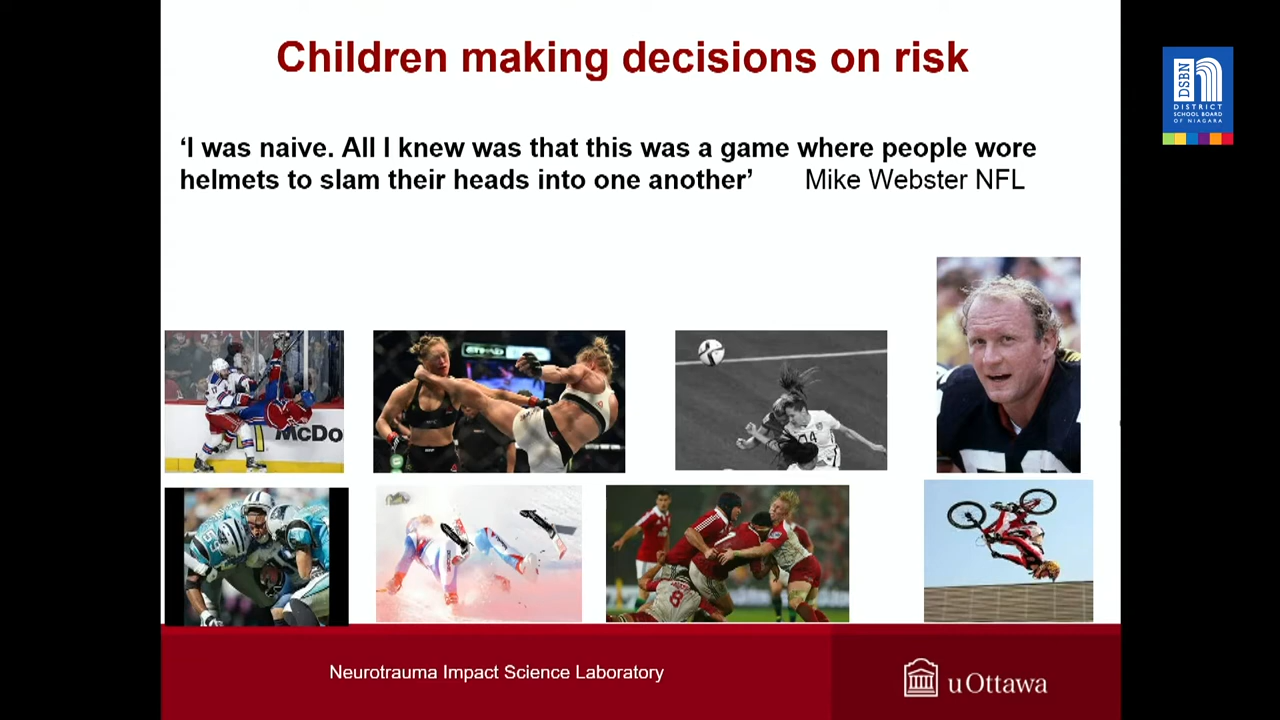 Children making decisions on risk
DSBN
DISTRICT
SCHOOL BOARD
OF NIAGARA
‘I was naive. All I knew was that this was a game where people wore
helmets to slam their heads into one another’ Mike Webster NFL
McDo
Neurotrauma Impact Science Laboratory
uOttawa